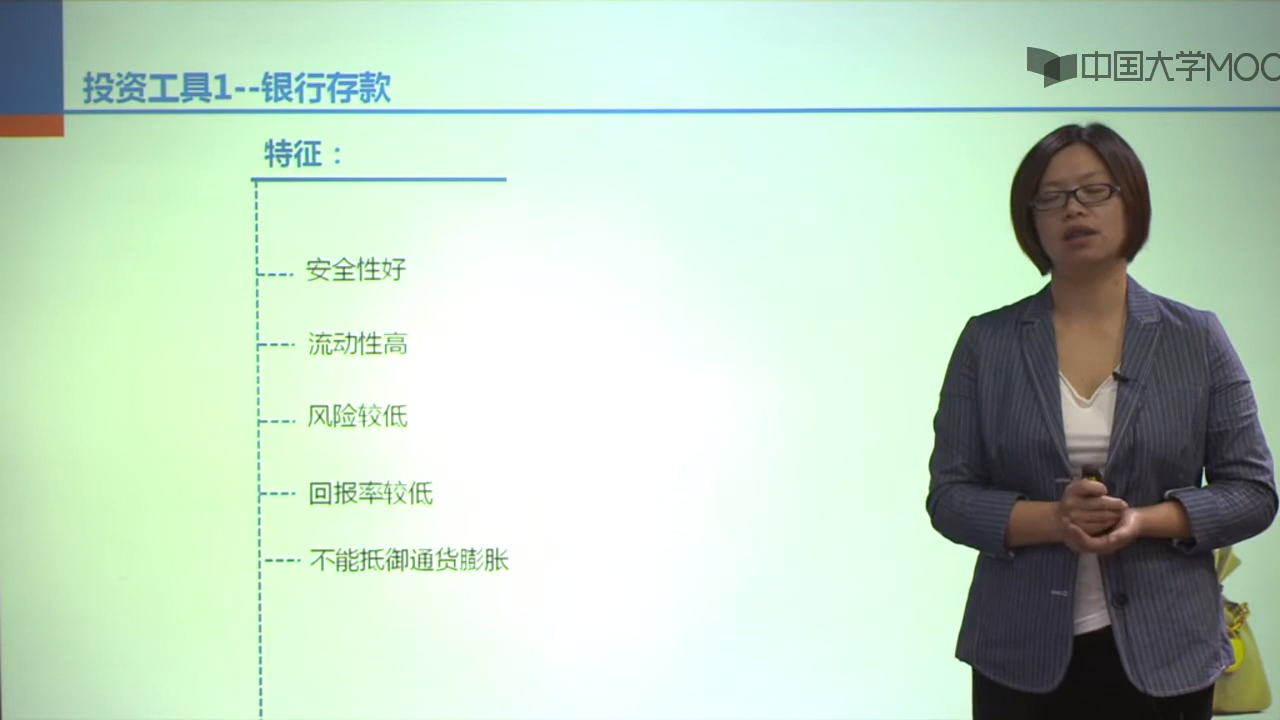 投资工具1--银行存款
中国大学MOO
特征：
安全性好
流动性高
风险较低
回报率较低
不能抵御通货膨胀